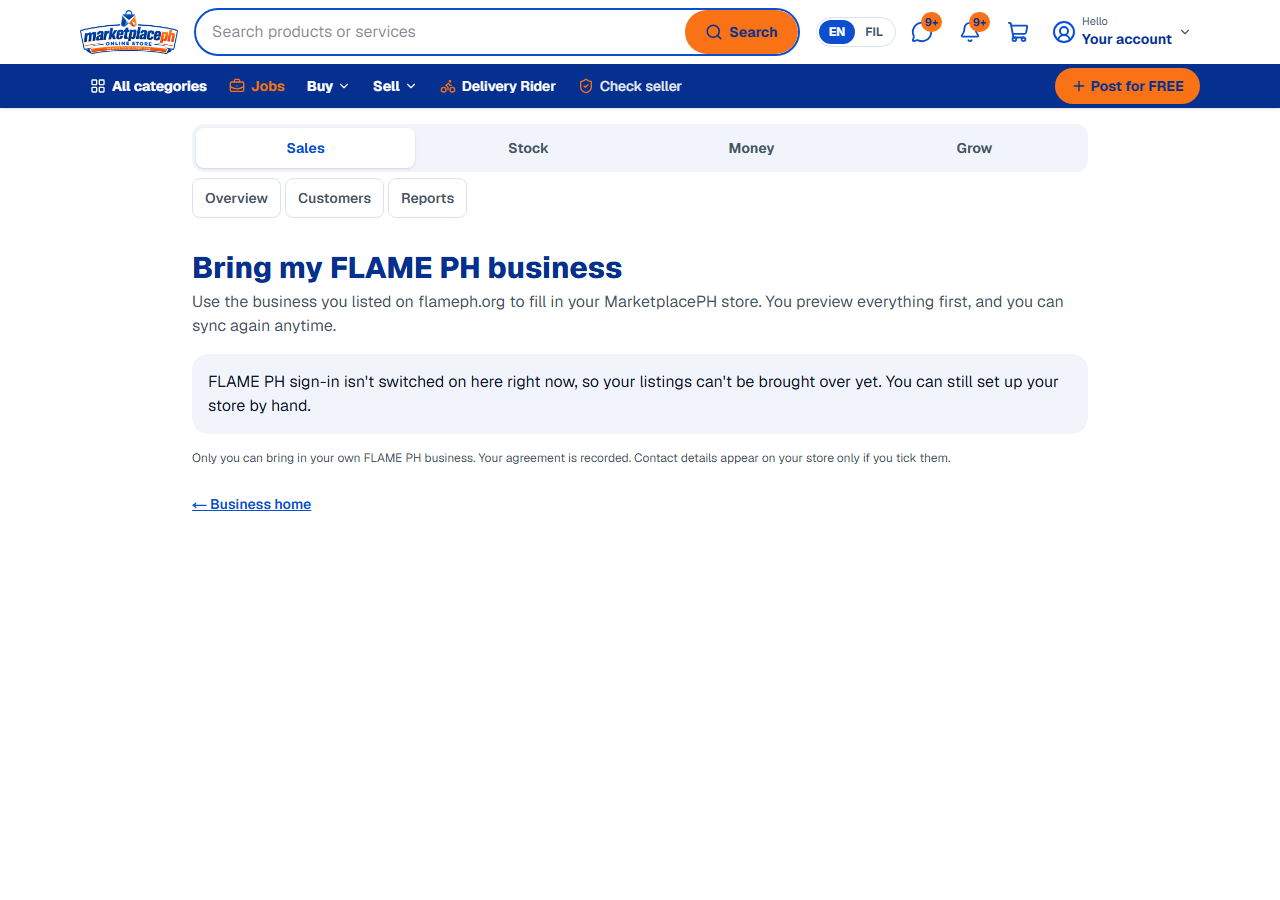 marketplaceph
ONLINE STORE
Search products or services
Search
EN
FIL
9+
9+
Hello
Your account
All categories
Jobs
Buy
Sell
Delivery Rider
Check seller
+ Post for FREE
Sales
Stock
Money
Grow
Overview
Customers
Reports
Bring my FLAME PH business
Use the business you listed on flameph.org to fill in your MarketplacePH store. You preview everything first, and you can
sync again anytime.
FLAME PH sign-in isn't switched on here right now, so your listings can't be brought over yet. You can still set up your
store by hand.
Only you can bring in your own FLAME PH business. Your agreement is recorded. Contact details appear on your store only if you tick them.
← Business home